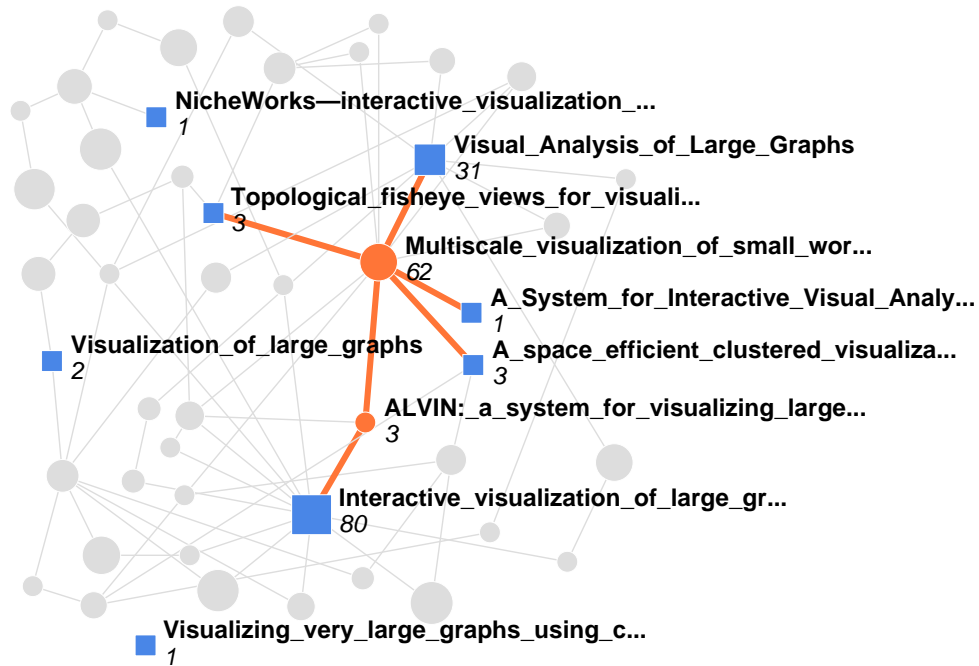 NicheWorks—interactive_visualization_...
1
Visual_Analysis_of_Large_Graphs
31
Topological_fisheye_views_for_visuali...
3
Multiscale_visualization_of_small_wor...
62
A_System_for_Interactive_Visual_Analy...
1
Visualization_of_large_graphs
2
A_space_efficient_clustered_visualiza...
3
ALVIN:_a_system_for_visualizing_large...
3
Interactive_visualization_of_large_gr...
80
Visualizing_very_large_graphs_using_c...
1